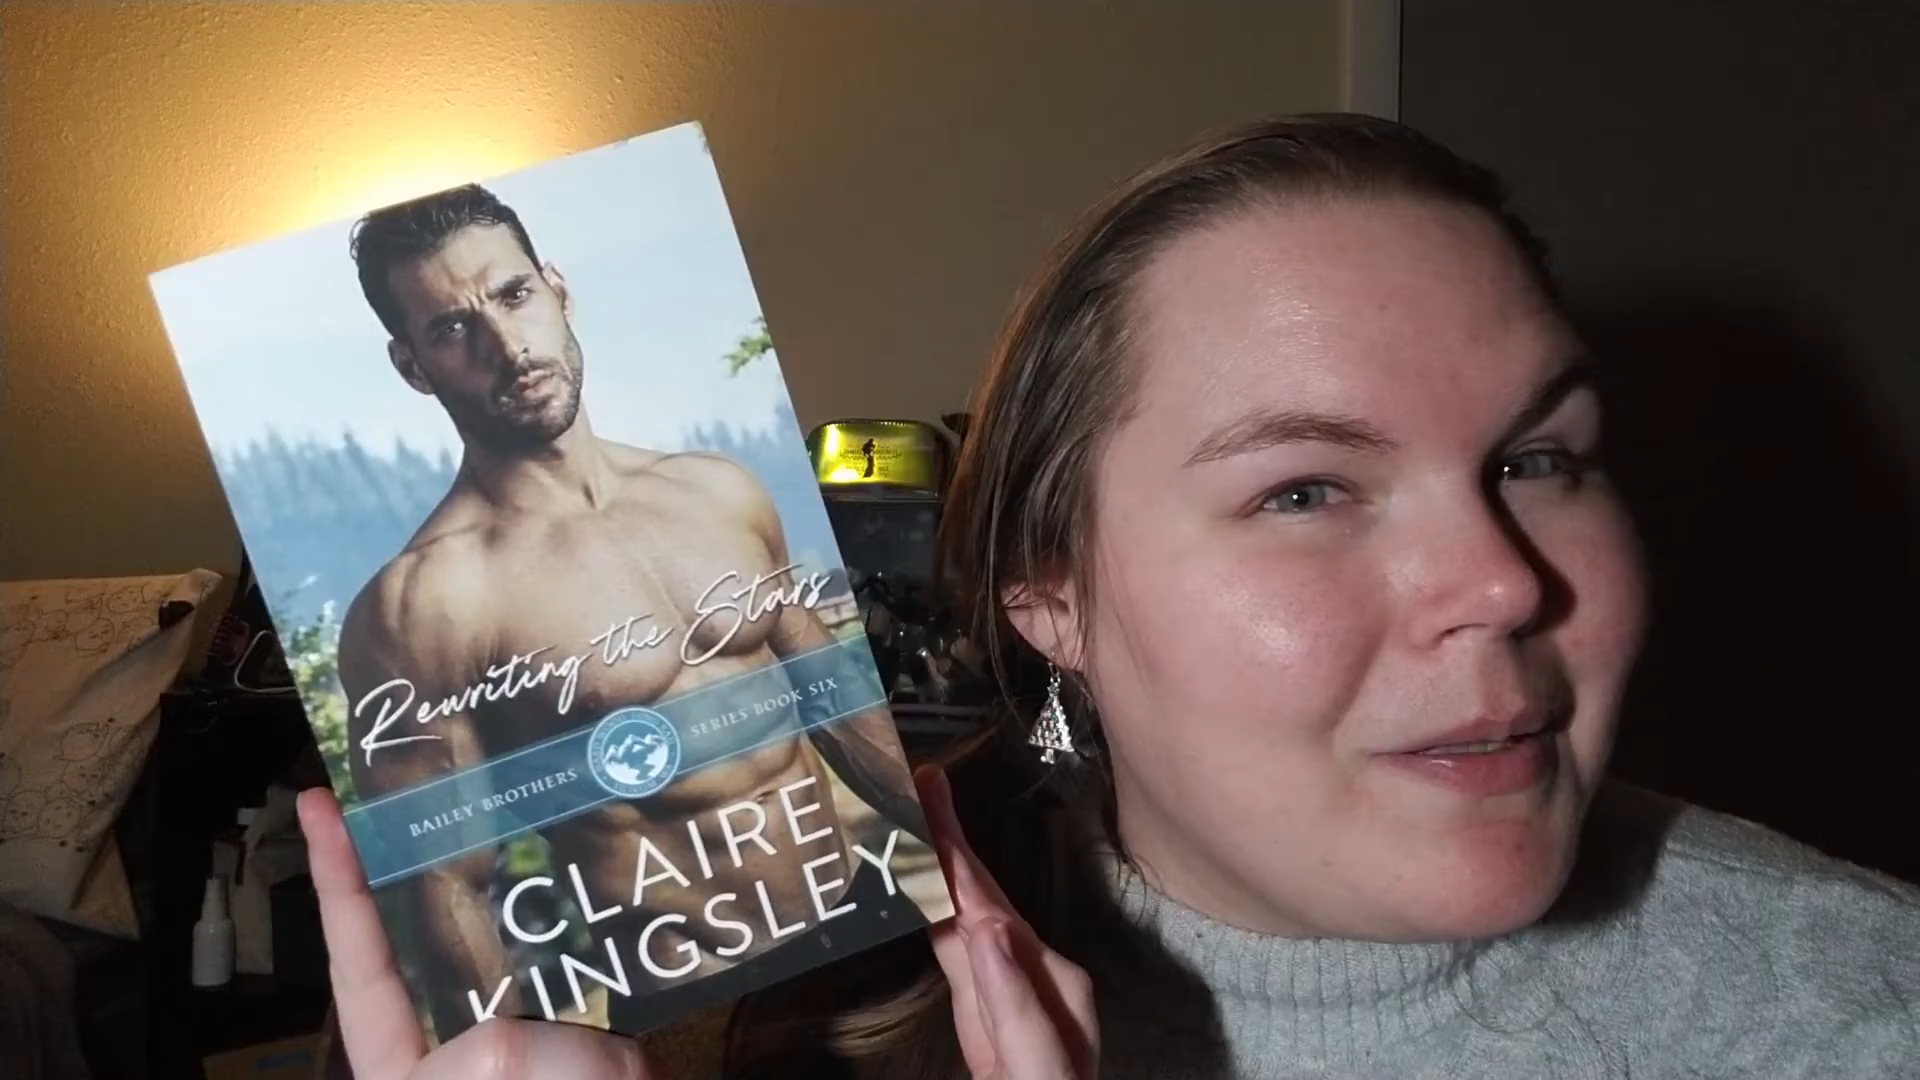 Rewriting the Stars
BAILEY BROTHERS SERIES BOOK SIX
CLAIRE
KINGSLEY